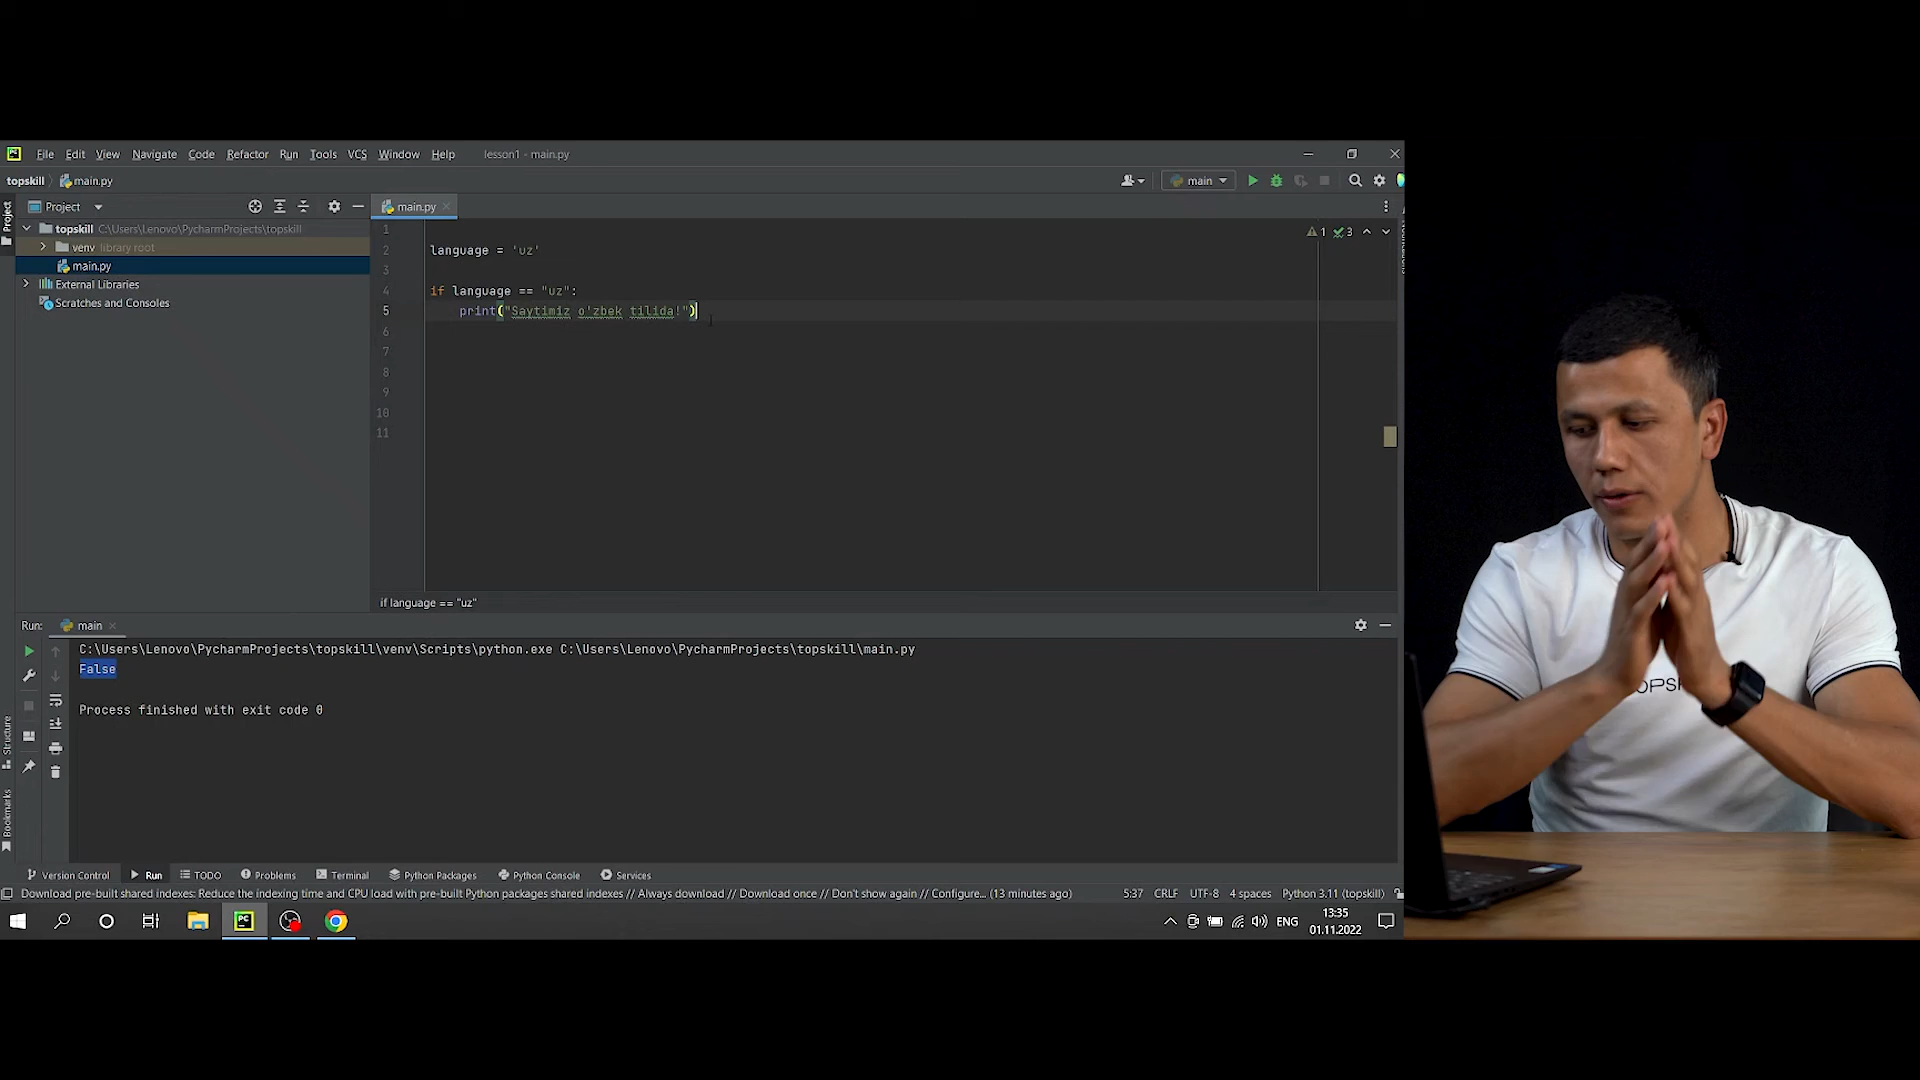 File Edit View Navigate Code Refactor Run Tools VCS Window Help lesson1 - main.py
topskill main.py
main
Project
main.py
Project
topskill C:\Users\Lenovo\PycharmProjects\topskill
venv library root
main.py
External Libraries
Scratches and Consoles
1
2 language = 'uz'
3
4 if language == "uz":
5 print("Saytimiz o'zbek tilida!")
6
7
8
9
10
11
1 3
if language == "uz"
Run: main
C:\Users\Lenovo\PycharmProjects\topskill\venv\Scripts\python.exe C:\Users\Lenovo\PycharmProjects\topskill\main.py
False
Process finished with exit code 0
Structure
Bookmarks
Version Control Run TODO Problems Terminal Python Packages Python Console Services
Download pre-built shared indexes: Reduce the indexing time and CPU load with pre-built Python packages shared indexes // Always download // Download once // Don't show again // Configure... (13 minutes ago) 5:37 CRLF UTF-8 4 spaces Python 3.11 (topskill)
ENG
13:35
01.11.2022